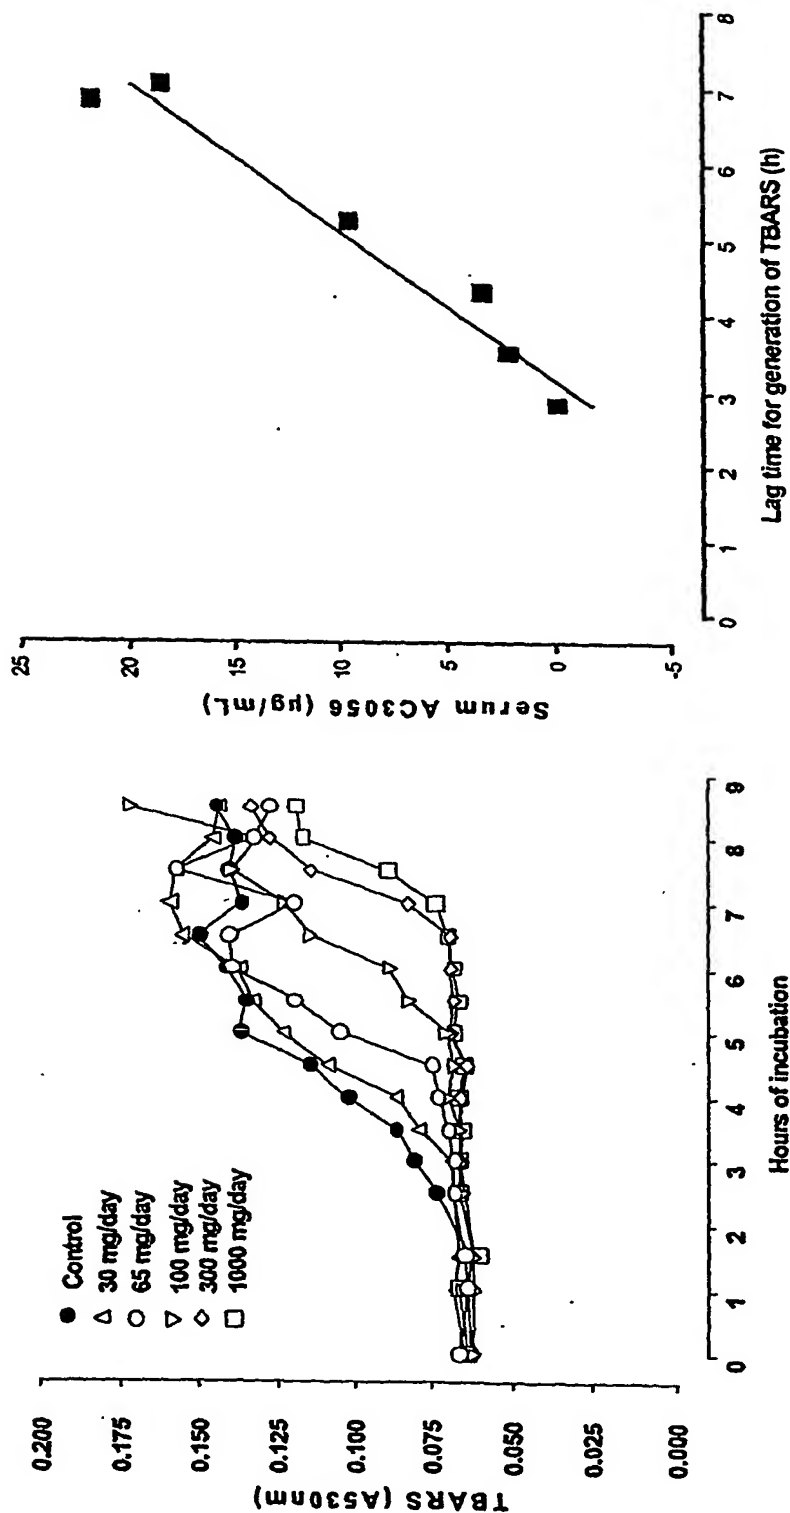 TBARS (A530nm)
0.200
0.175
0.150
0.125
0.100
0.075
0.050
0.025
0.000
Control
30 mg/day
65 mg/day
100 mg/day
300 mg/day
1000 mg/day
0 1 2 3 4 5 6 7 8 9
Hours of incubation
Serum AC3056 (µg/mL)
25
20
15
10
5
0
-5
0 1 2 3 4 5 6 7 8
Lag time for generation of TBARS (h)